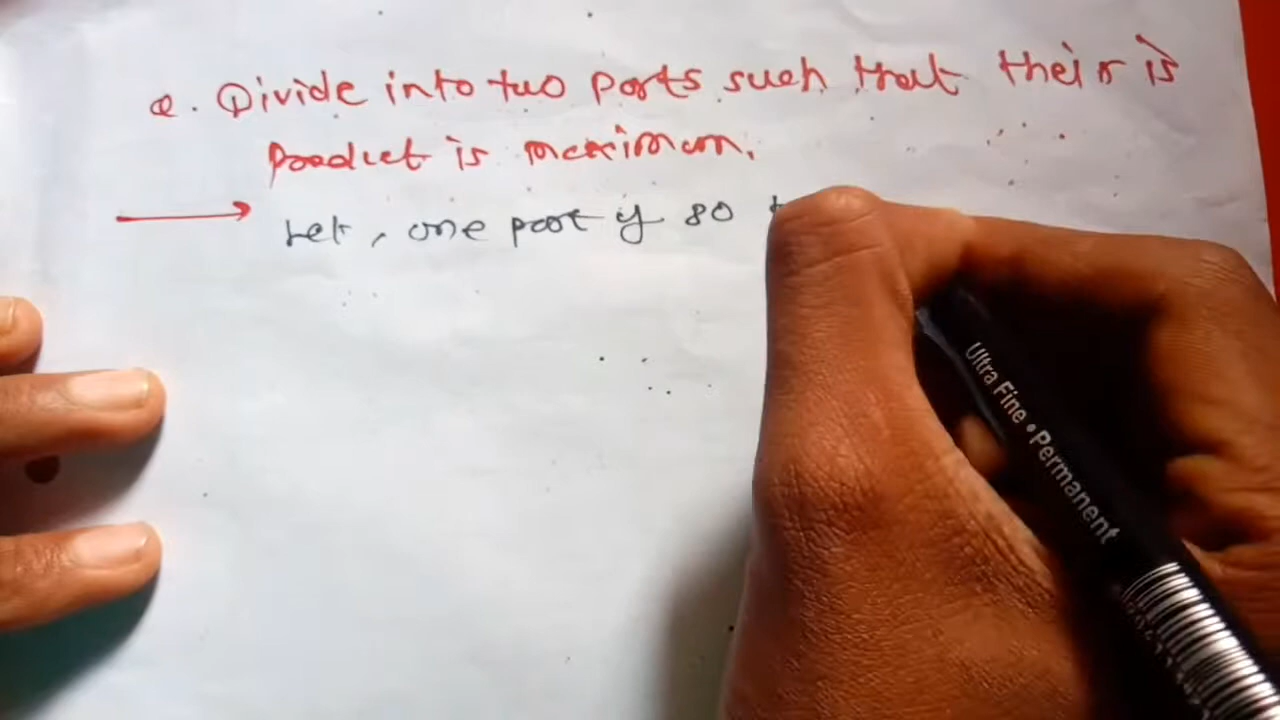 Q. Divide into two parts such that their is
Product is maximum.
Let, one part of 80
Ultra Fine • Permanent